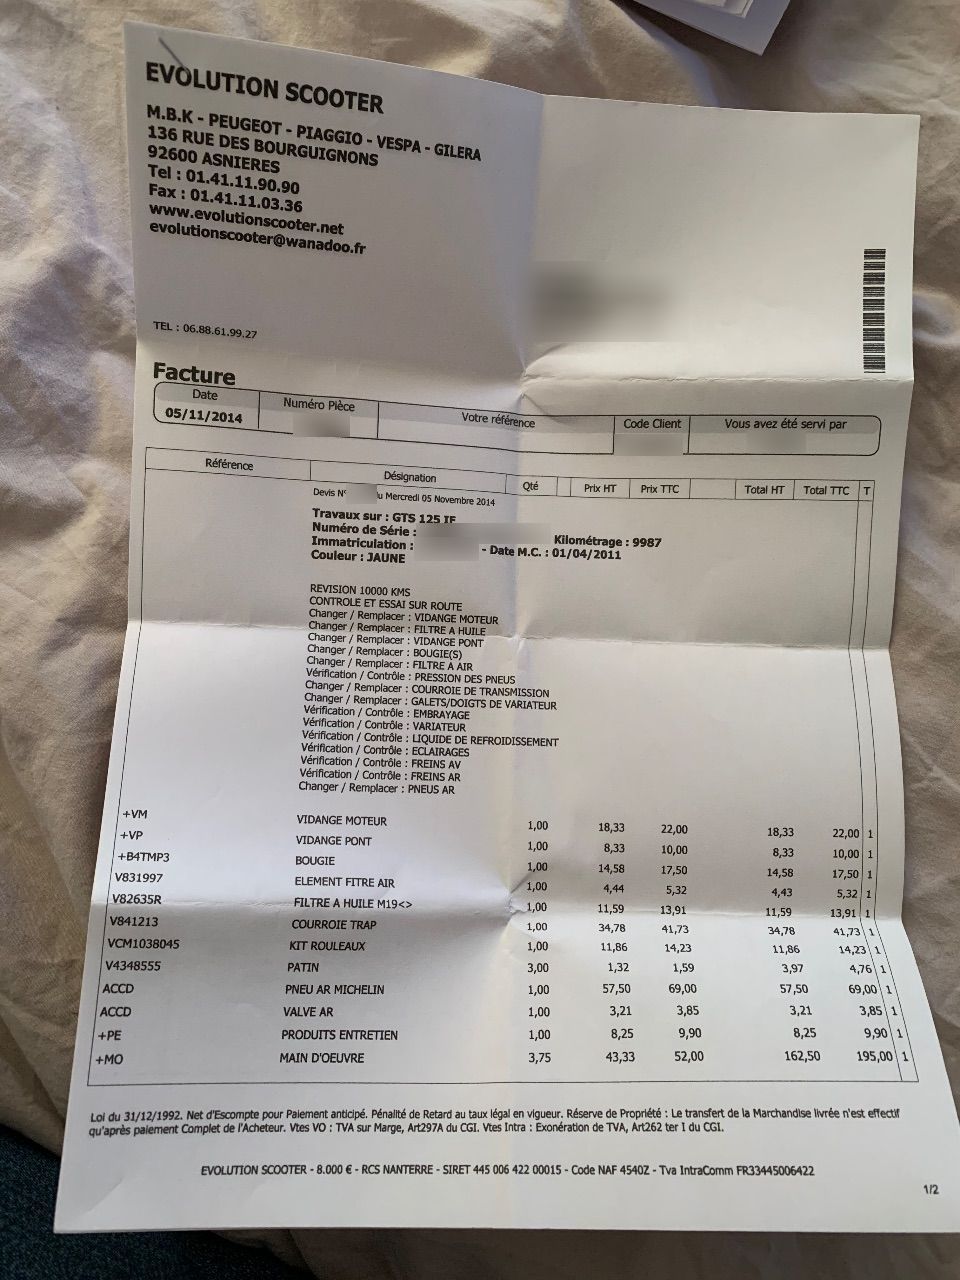 EVOLUTION SCOOTER
M.B.K - PEUGEOT - PIAGGIO - VESPA - GILERA
136 RUE DES BOURGUIGNONS
92600 ASNIERES
Tel : 01.41.11.90.90
Fax : 01.41.11.03.36
www.evolutionscooter.net
evolutionscooter@wanadoo.fr
TEL : 06.88.61.99.27
Facture
Date Numéro Pièce Votre référence Code Client Vous avez été servi par
05/11/2014
Référence Désignation Qté Prix HT Prix TTC Total HT Total TTC T
Devis N° du Mercredi 05 Novembre 2014
Travaux sur : GTS 125 IE
Numéro de Série : Kilométrage : 9987
Immatriculation : - Date M.C. : 01/04/2011
Couleur : JAUNE
REVISION 10000 KMS
CONTROLE ET ESSAI SUR ROUTE
Changer / Remplacer : VIDANGE MOTEUR
Changer / Remplacer : FILTRE A HUILE
Changer / Remplacer : VIDANGE PONT
Changer / Remplacer : BOUGIE(S)
Changer / Remplacer : FILTRE A AIR
Vérification / Contrôle : PRESSION DES PNEUS
Changer / Remplacer : COURROIE DE TRANSMISSION
Changer / Remplacer : GALETS/DOIGTS DE VARIATEUR
Vérification / Contrôle : EMBRAYAGE
Vérification / Contrôle : VARIATEUR
Vérification / Contrôle : LIQUIDE DE REFROIDISSEMENT
Vérification / Contrôle : ECLAIRAGES
Vérification / Contrôle : FREINS AV
Vérification / Contrôle : FREINS AR
Changer / Remplacer : PNEUS AR
+VM VIDANGE MOTEUR 1,00 18,33 22,00 18,33 22,00 1
+VP VIDANGE PONT 1,00 8,33 10,00 8,33 10,00 1
+B4TMP3 BOUGIE 1,00 14,58 17,50 14,58 17,50 1
V831997 ELEMENT FITRE AIR 1,00 4,44 5,32 4,43 5,32 1
V82635R FILTRE A HUILE M19<> 1,00 11,59 13,91 11,59 13,91 1
V841213 COURROIE TRAP 1,00 34,78 41,73 34,78 41,73 1
VCM1038045 KIT ROULEAUX 1,00 11,86 14,23 11,86 14,23 1
V4348555 PATIN 3,00 1,32 1,59 3,97 4,76 1
ACCD PNEU AR MICHELIN 1,00 57,50 69,00 57,50 69,00 1
ACCD VALVE AR 1,00 3,21 3,85 3,21 3,85 1
+PE PRODUITS ENTRETIEN 1,00 8,25 9,90 8,25 9,90 1
+MO MAIN D'OEUVRE 3,75 43,33 52,00 162,50 195,00 1
Loi du 31/12/1992. Net d'Escompte pour Paiement anticipé. Pénalité de Retard au taux légal en vigueur. Réserve de Propriété : Le transfert de la Marchandise livrée n'est effectif
qu'après paiement Complet de l'Acheteur. Vtes VO : TVA sur Marge, Art297A du CGI. Vtes Intra : Exonération de TVA, Art262 ter I du CGI.
EVOLUTION SCOOTER - 8.000 € - RCS NANTERRE - SIRET 445 006 422 00015 - Code NAF 4540Z - Tva IntraComm FR33445006422
1/2